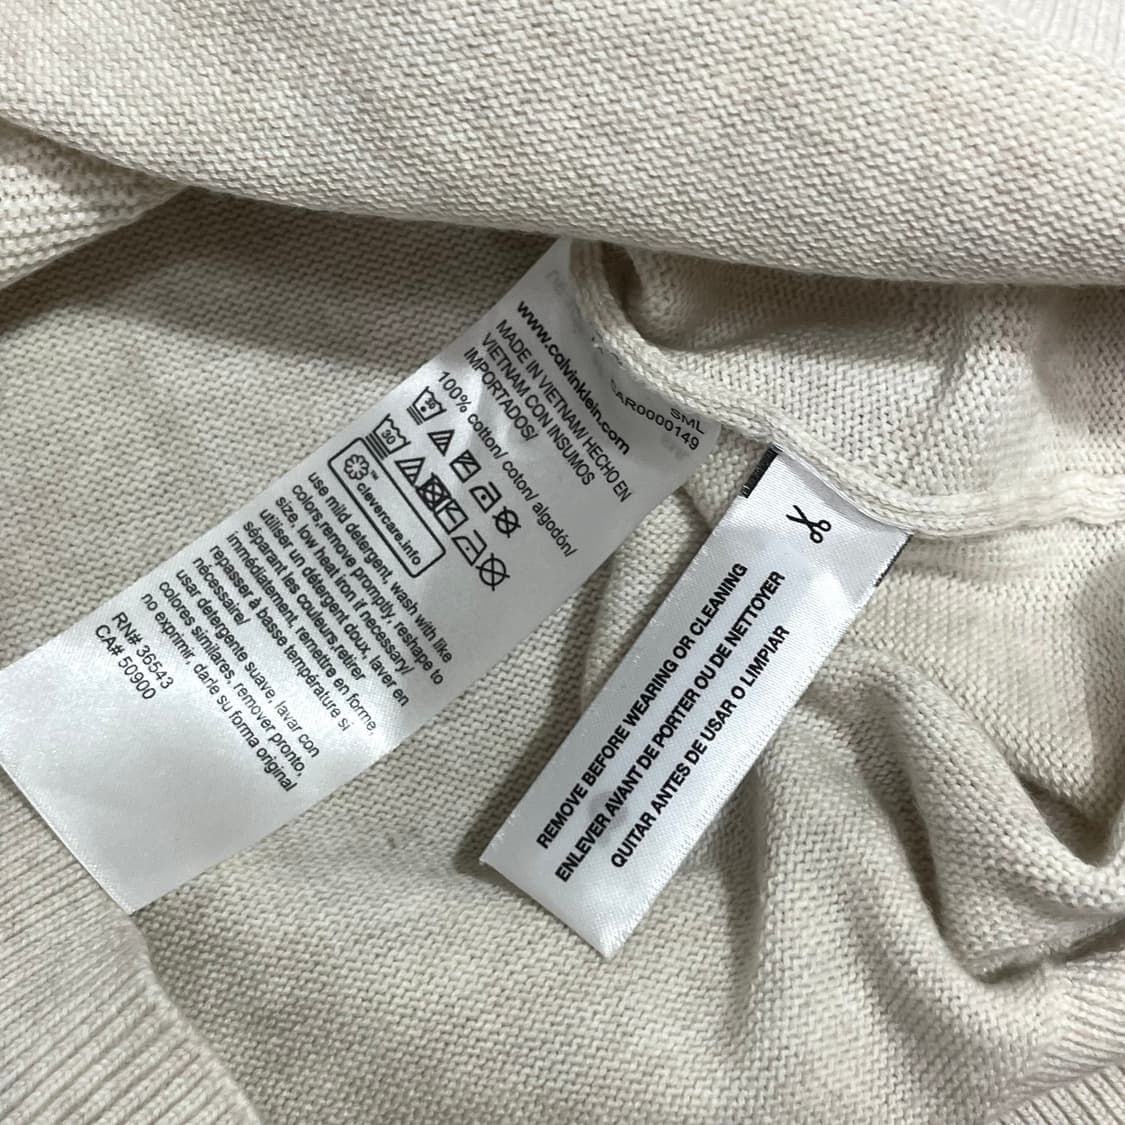 www.calvinklein.com
MADE IN VIETNAM/ HECHO EN
VIETNAM CON INSUMOS
IMPORTADOS/
100% cotton/ coton/ algodón/
30
30
clevercare.info
use mild detergent, wash with like
colors,remove promptly, reshape to
size, low heat iron if necessary/
utiliser un détergent doux, laver en
séparant les couleurs,retirer
immédiatement, remettre en forme,
repasser à basse température si
nécessaire/
usar detergente suave, lavar con
colores similares, remover pronto,
no exprimir, darle su forma original
RN# 36543
CA# 50900
SML
AR0000149
REMOVE BEFORE WEARING OR CLEANING
ENLEVER AVANT DE PORTER OU DE NETTOYER
QUITAR ANTES DE USAR O LIMPIAR